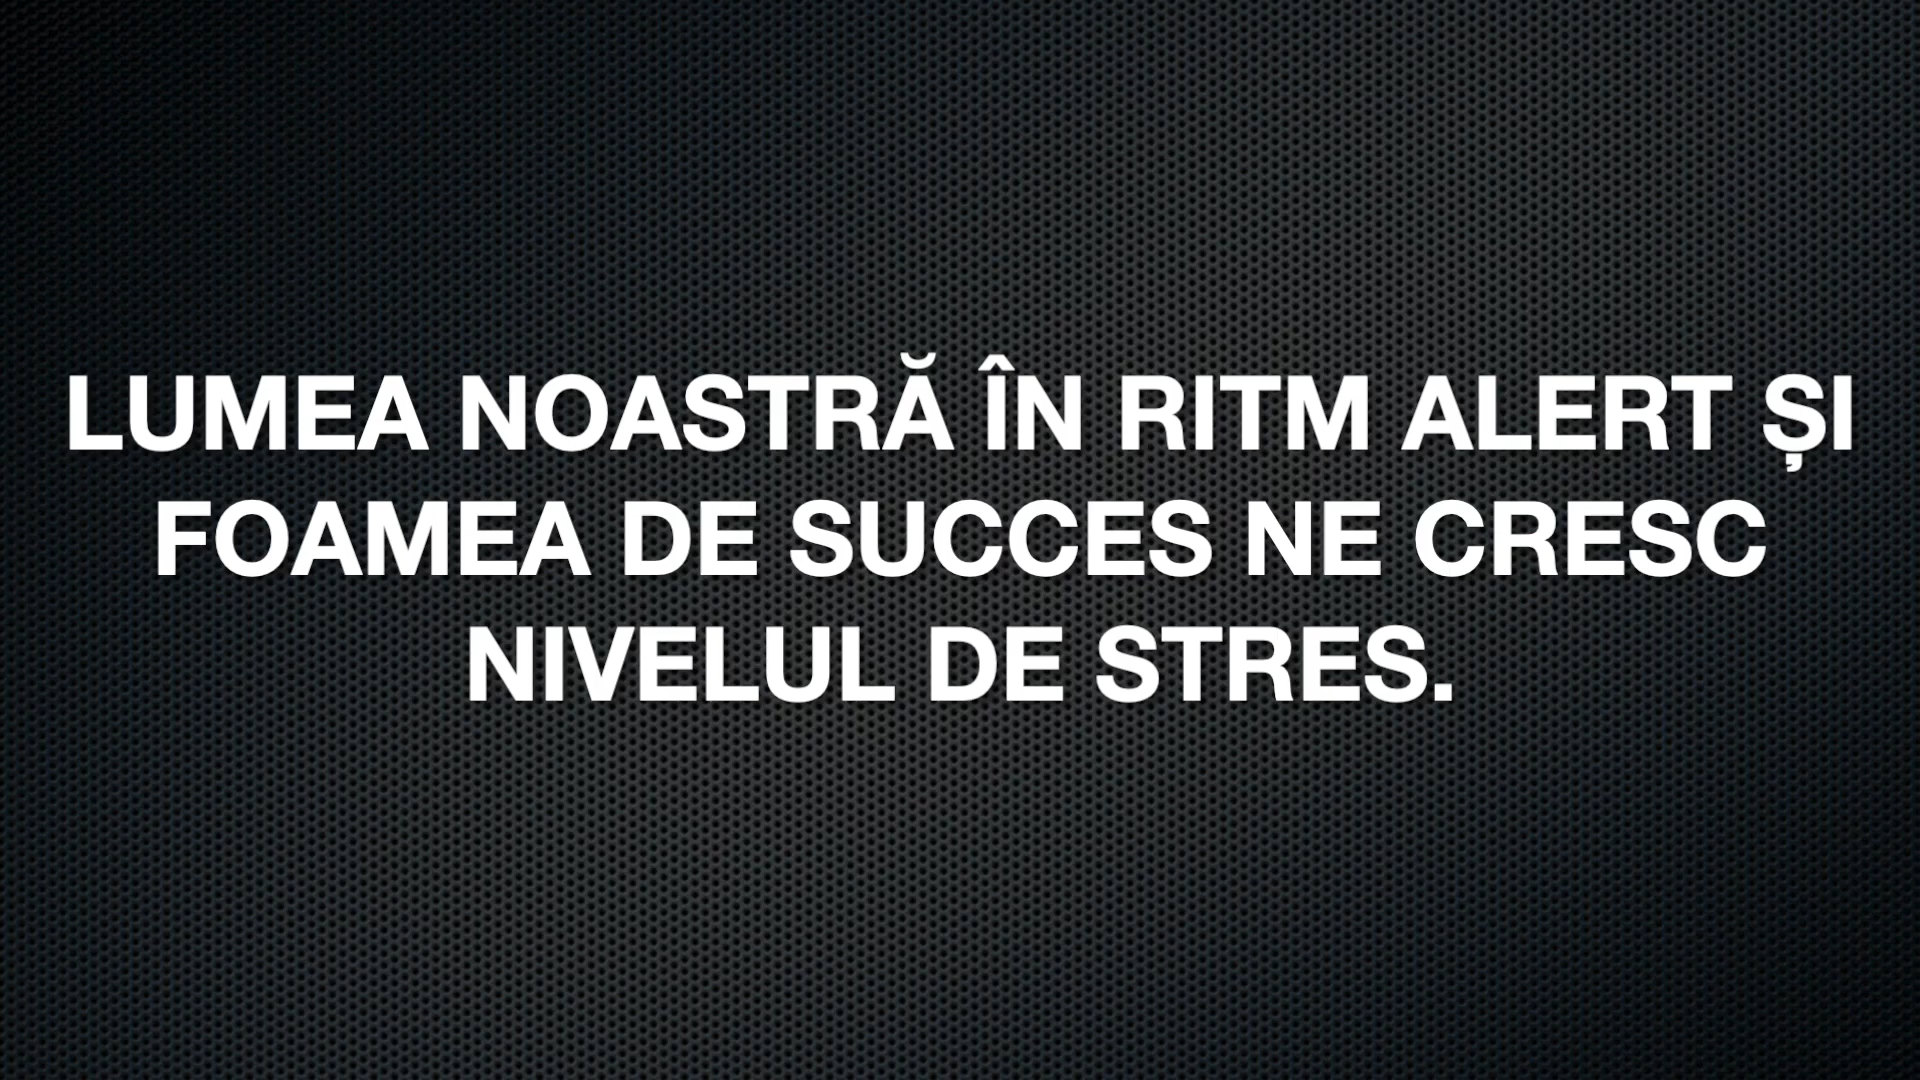 LUMEA NOASTRĂ ÎN RITM ALERT ȘI
FOAMEA DE SUCCES NE CRESC
NIVELUL DE STRES.